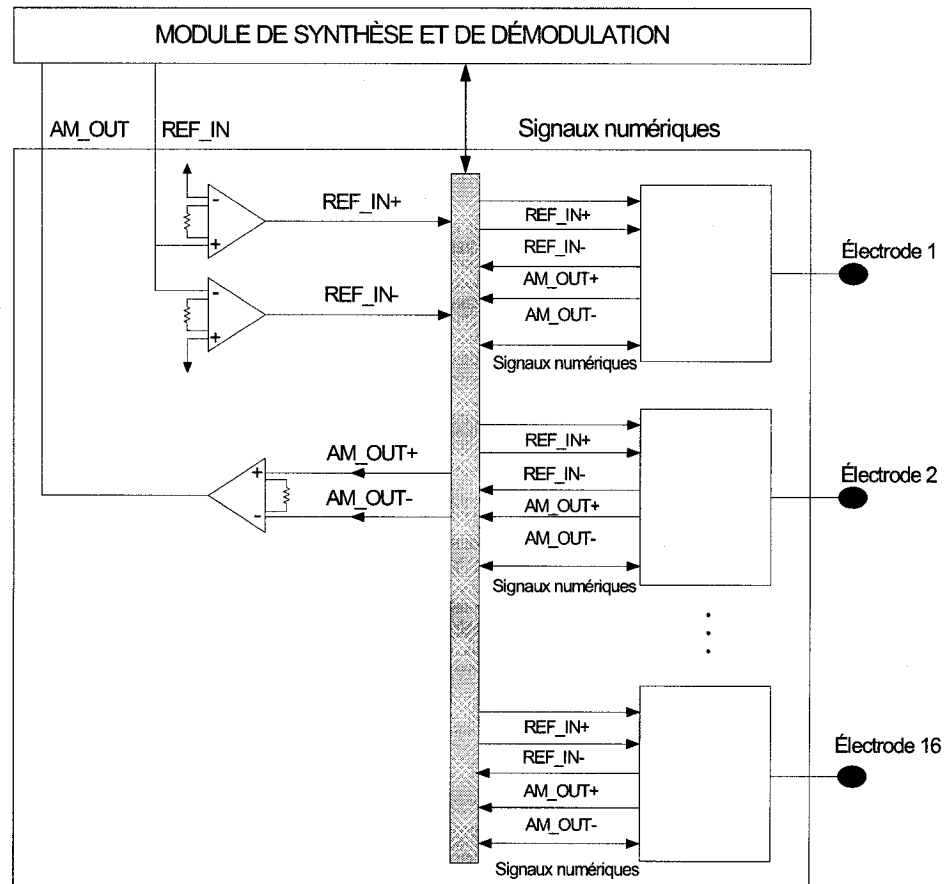 MODULE DE SYNTHÈSE ET DE DÉMODULATION
AM_OUT
REF_IN
Signaux numériques
-
+
REF_IN+
-
+
REF_IN-
+
-
AM_OUT+
AM_OUT-
REF_IN+
REF_IN-
AM_OUT+
AM_OUT-
Signaux numériques
Électrode 1
REF_IN+
REF_IN-
AM_OUT+
AM_OUT-
Signaux numériques
Électrode 2
REF_IN+
REF_IN-
AM_OUT+
AM_OUT-
Signaux numériques
Électrode 16